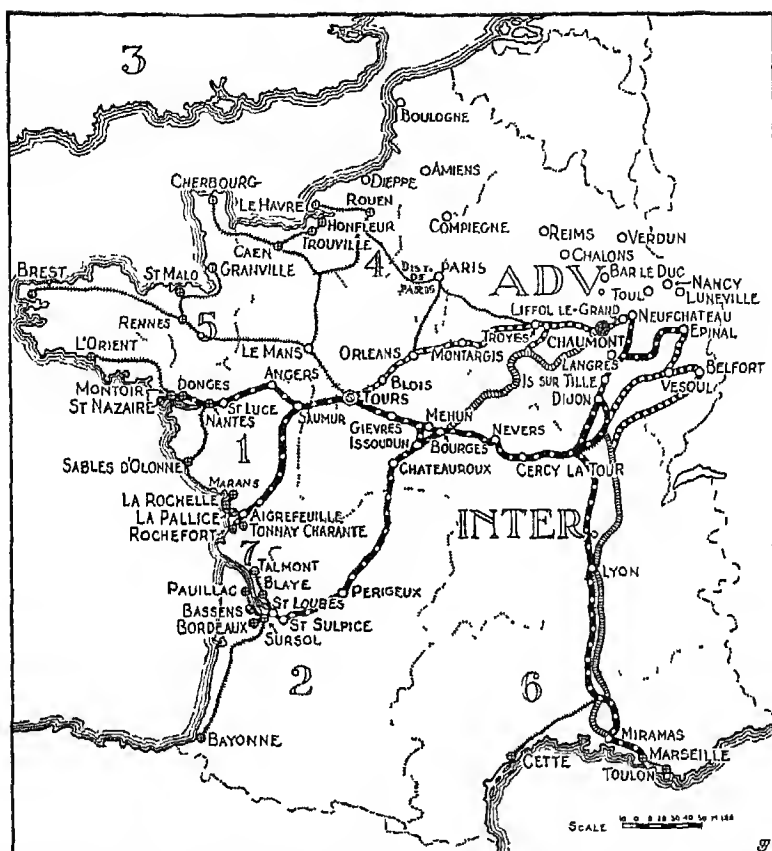 3
BOULOGNE
AMIENS
DIEPPE
CHERBOURG
LE HAVRE
ROUEN
HONFLEUR
TROUVILLE
COMPIEGNE
REIMS
VERDUN
CHALONS
CAEN
GRANVILLE
4
DIST. OF PARIS
PARIS
ADV
BAR LE DUC
NANCY
TOUL
LUNEVILLE
BREST
ST MALO
LIFFOL-LE-GRAND
NEUFCHATEAU
RENNES
5
TROYES
CHAUMONT
EPINAL
L'ORIENT
LE MANS
ORLEANS
MONTARGIS
LANGRES
BELFORT
IS SUR TILLE
VESOUL
DIJON
ANGERS
BLOIS
MONTOIR
DONGES
ST NAZAIRE
ST LUCE
TOURS
NANTES
SAUMUR
GIEVRES
MEHUN
ISSOUDUN
BOURGES
NEVERS
CHATEAUROUX
CERCY LA TOUR
1
SABLES D'OLONNE
MARANS
LA ROCHELLE
LA PALLICE
AIGREFEUILLE
ROCHEFORT
TONNAY CHARANTE
INTER.
7
TALMONT
LYON
PAUILLAC
BLAYE
PERIGEUX
BASSENS
ST LOUBES
BORDEAUX
ST SULPICE
SURSOL
2
6
BAYONNE
MIRAMAS
CETTE
MARSEILLE
TOULON
SCALE